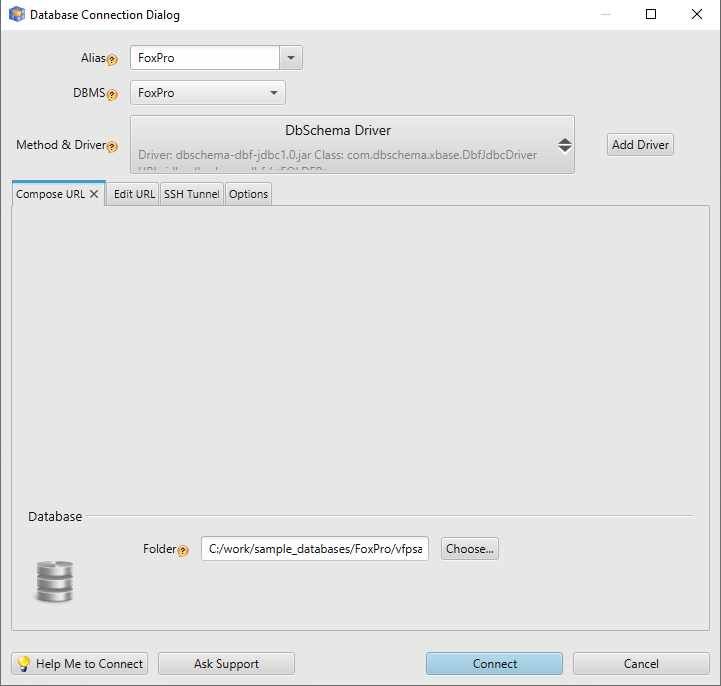 Database Connection Dialog
Alias
FoxPro
DBMS
FoxPro
Method & Driver
DbSchema Driver
Driver: dbschema-dbf-jdbc1.0.jar Class: com.dbschema.xbase.DbfJdbcDriver
Add Driver
Compose URL Edit URL SSH Tunnel Options
Database
Folder
C:/work/sample_databases/FoxPro/vfpsa
Choose...
Help Me to Connect
Ask Support
Connect
Cancel